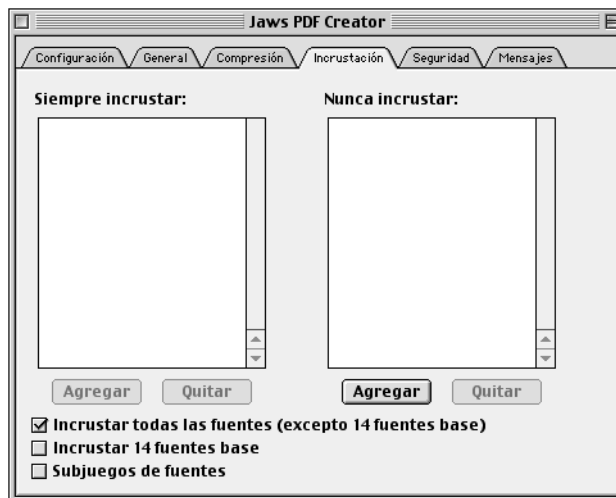 Jaws PDF Creator
Configuración General Compresión Incrustación Seguridad Mensajes
Siempre incrustar: Nunca incrustar:
Agregar Quitar Agregar Quitar
Incrustar todas las fuentes (excepto 14 fuentes base)
Incrustar 14 fuentes base
Subjuegos de fuentes